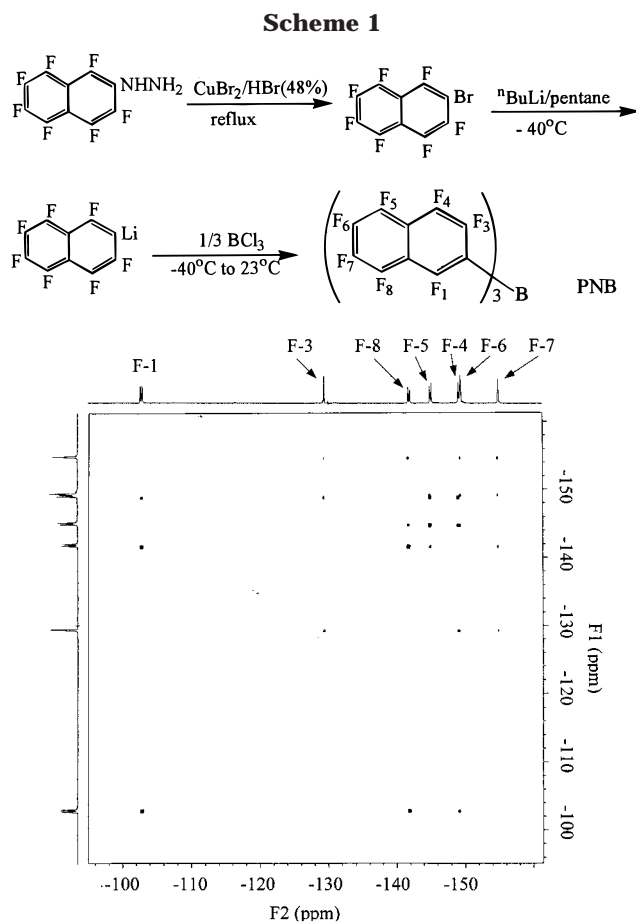 Scheme 1
F F F NHNH2
F F F F
CuBr2/HBr(48%)
reflux
F F F Br
F F F F
nBuLi/pentane
- 40°C
F F F Li
F F F F
1/3 BCl3
-40°C to 23°C
F5 F4
F6 F3
F7
F8 F1
3
B
PNB
F-1 F-3 F-8 F-5 F-4 F-6 F-7
-150
-140
-130
-120
-110
-100
F1 (ppm)
-100 -110 -120 -130 -140 -150
F2 (ppm)